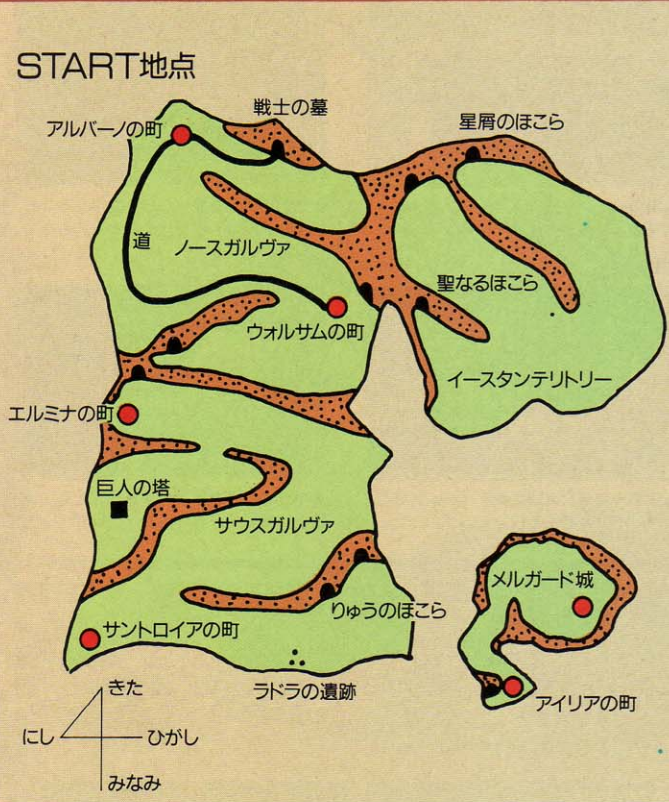 START地点
戦士の墓
アルバーノの町
星屑のほこら
道
ノースガルヴァ
聖なるほこら
ウォルサムの町
イースタンテリトリー
エルミナの町
巨人の塔
サウスガルヴァ
メルガード城
りゅうのほこら
サントロイアの町
ラドラの遺跡
アイリアの町
きた
にし
ひがし
みなみ